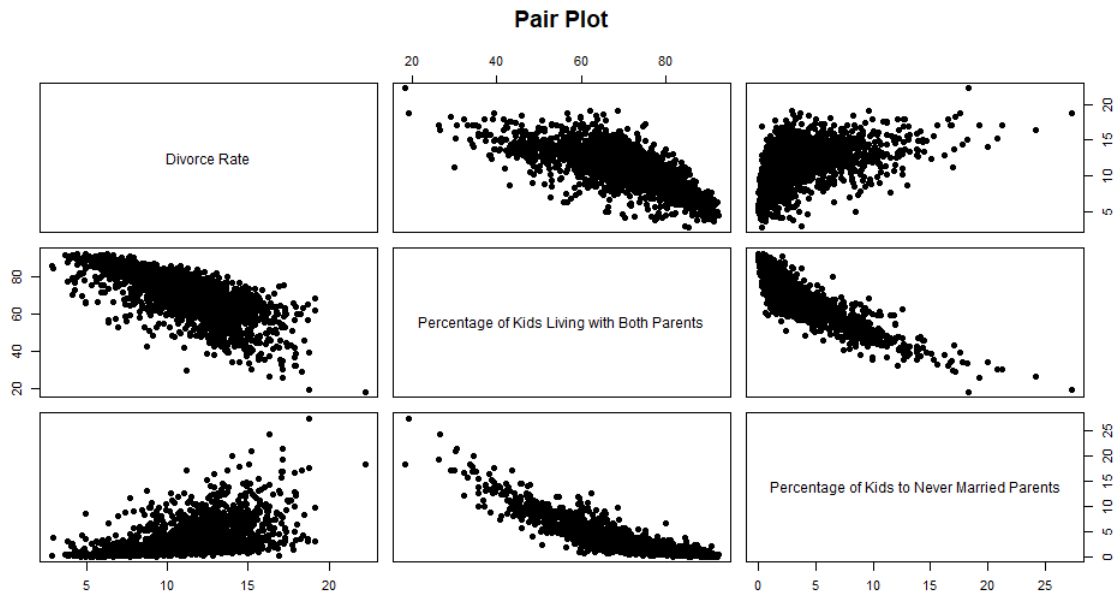 Pair Plot
20 40 60 80
Divorce Rate
5 10 15 20
20 40 60 80
Percentage of Kids Living with Both Parents
Percentage of Kids to Never Married Parents
0 5 10 15 20 25
5 10 15 20
0 5 10 15 20 25